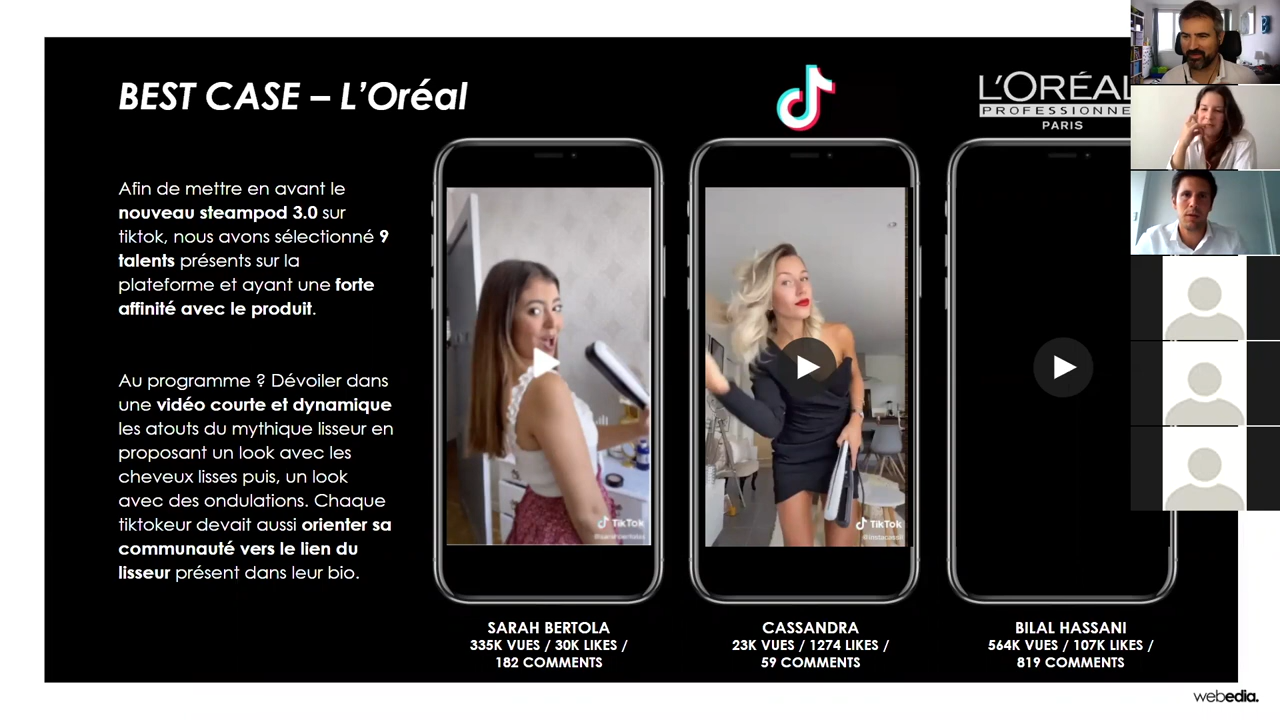 BEST CASE – L'Oréal
L'ORÉAL
PROFESSIONNE
PARIS
Afin de mettre en avant le
nouveau steampod 3.0 sur
tiktok, nous avons sélectionné 9
talents présents sur la
plateforme et ayant une forte
affinité avec le produit.
Au programme ? Dévoiler dans
une vidéo courte et dynamique
les atouts du mythique lisseur en
proposant un look avec les
cheveux lisses puis, un look
avec des ondulations. Chaque
tiktokeur devait aussi orienter sa
communauté vers le lien du
lisseur présent dans leur bio.
TikTok
TikTok
@instacassii
SARAH BERTOLA
335K VUES / 30K LIKES /
182 COMMENTS
CASSANDRA
23K VUES / 1274 LIKES /
59 COMMENTS
BILAL HASSANI
564K VUES / 107K LIKES /
819 COMMENTS
webedia.